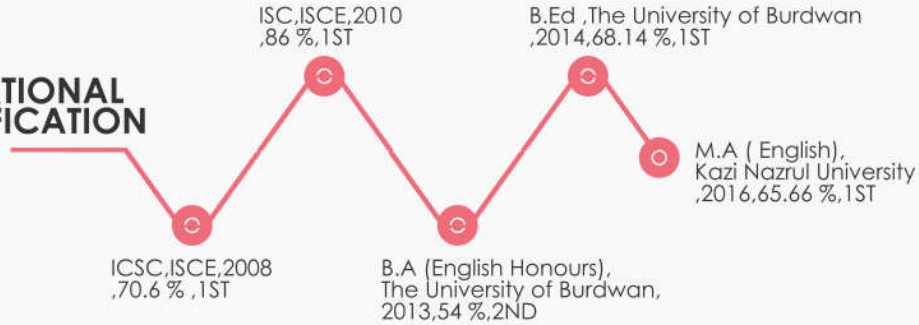 TIONAL
FICATION
ICSC,ISCE,2008
,70.6 % ,1ST
ISC,ISCE,2010
,86 %,1ST
B.A (English Honours),
The University of Burdwan,
2013,54 %,2ND
B.Ed ,The University of Burdwan
,2014,68.14 %,1ST
M.A ( English),
Kazi Nazrul University
,2016,65.66 %,1ST